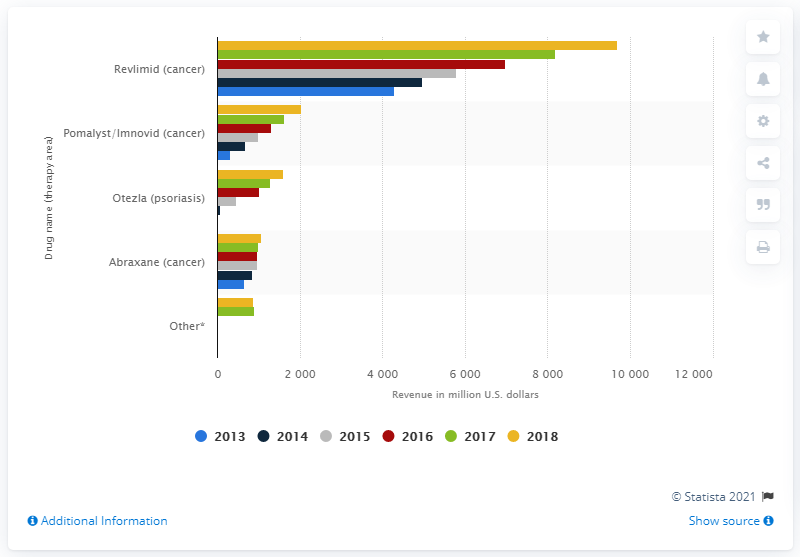 Drug name (therapy area)
Revlimid (cancer)
Pomalyst/Imnovid (cancer)
Otezla (psoriasis)
Abraxane (cancer)
Other*
0 2 000 4 000 6 000 8 000 10 000 12 000
Revenue in million U.S. dollars
2013 2014 2015 2016 2017 2018
© Statista 2021
Additional Information Show source